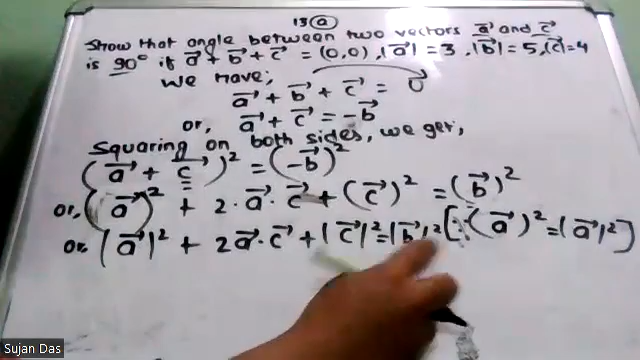 13 (a)
Show that angle between two vectors a⃗ and c⃗
is 90° if a⃗ + b⃗ + c⃗ = (0,0), |a⃗| = 3, |b⃗| = 5, |c⃗| = 4
We have;
a⃗ + b⃗ + c⃗ = 0⃗
or, a⃗ + c⃗ = -b⃗
Squaring on both sides, we get,
(a⃗ + c⃗)² = (-b⃗)²
or, (a⃗)² + 2·a⃗·c⃗ + (c⃗)² = (b⃗)²
or |a⃗|² + 2a⃗·c⃗ + |c⃗|² = |b⃗|² [∵ (a⃗)² = |a⃗|²]
Sujan Das